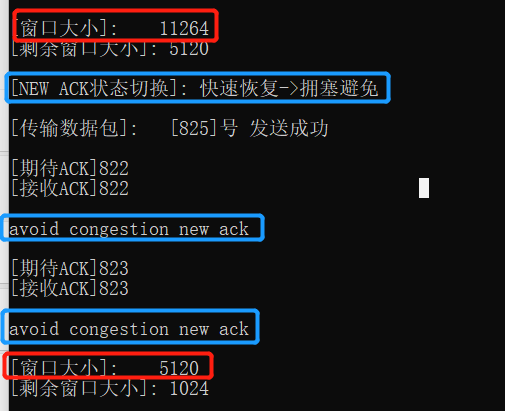 [窗口大小]: 11264
[剩余窗口大小]: 5120
[NEW ACK状态切换]: 快速恢复->拥塞避免
[传输数据包]: [825]号 发送成功
[期待ACK]822
[接收ACK]822
avoid congestion new ack
[期待ACK]823
[接收ACK]823
avoid congestion new ack
[窗口大小]: 5120
[剩余窗口大小]: 1024